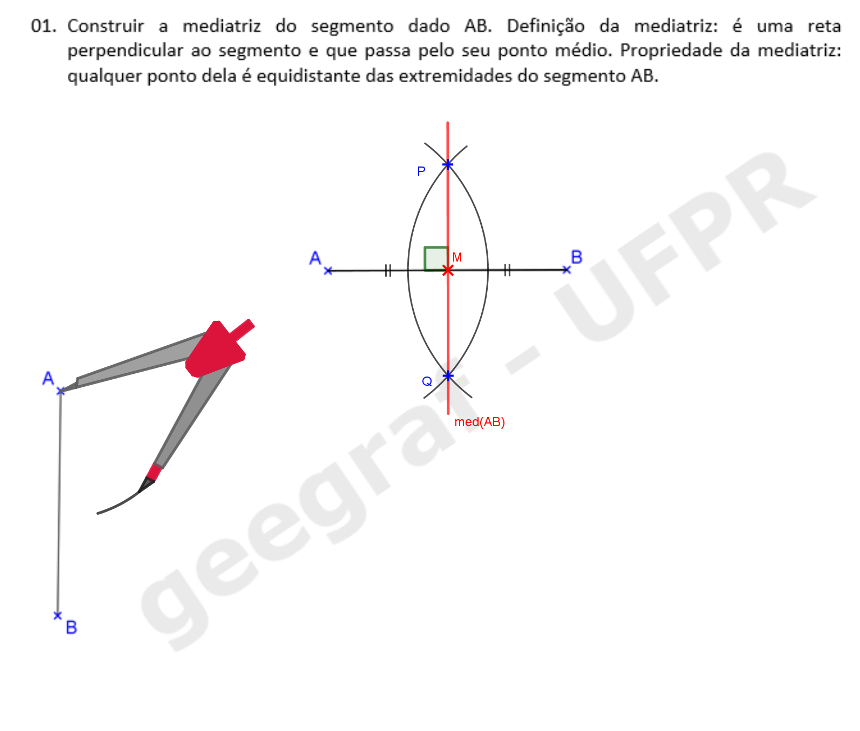 01. Construir a mediatriz do segmento dado AB. Definição da mediatriz: é uma reta
perpendicular ao segmento e que passa pelo seu ponto médio. Propriedade da mediatriz:
qualquer ponto dela é equidistante das extremidades do segmento AB.
P
A
M
B
A
Q
med(AB)
B
geegraf - UFPR